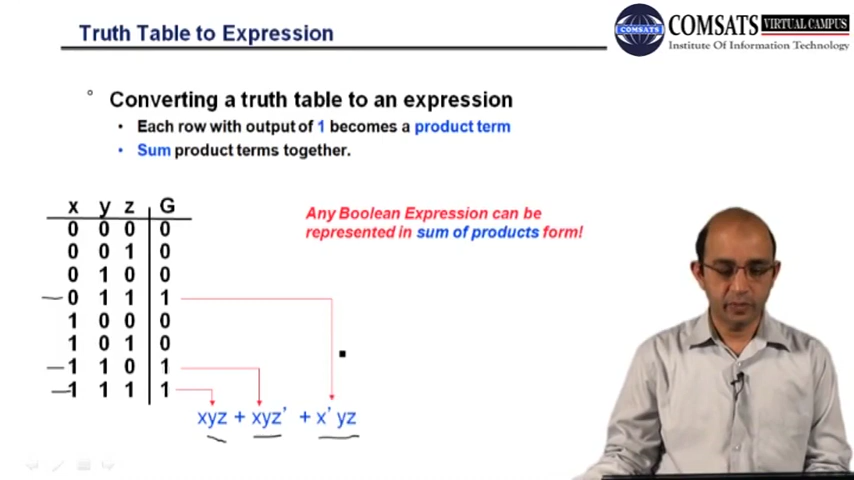 Truth Table to Expression
COMSATS
COMSATS VIRTUAL CAMPUS
Institute Of Information Technology
Converting a truth table to an expression
• Each row with output of 1 becomes a product term
• Sum product terms together.
x y z G
0 0 0 0
0 0 1 0
0 1 0 0
0 1 1 1
1 0 0 0
1 0 1 0
1 1 0 1
1 1 1 1
Any Boolean Expression can be
represented in sum of products form!
xyz + xyz' + x' yz